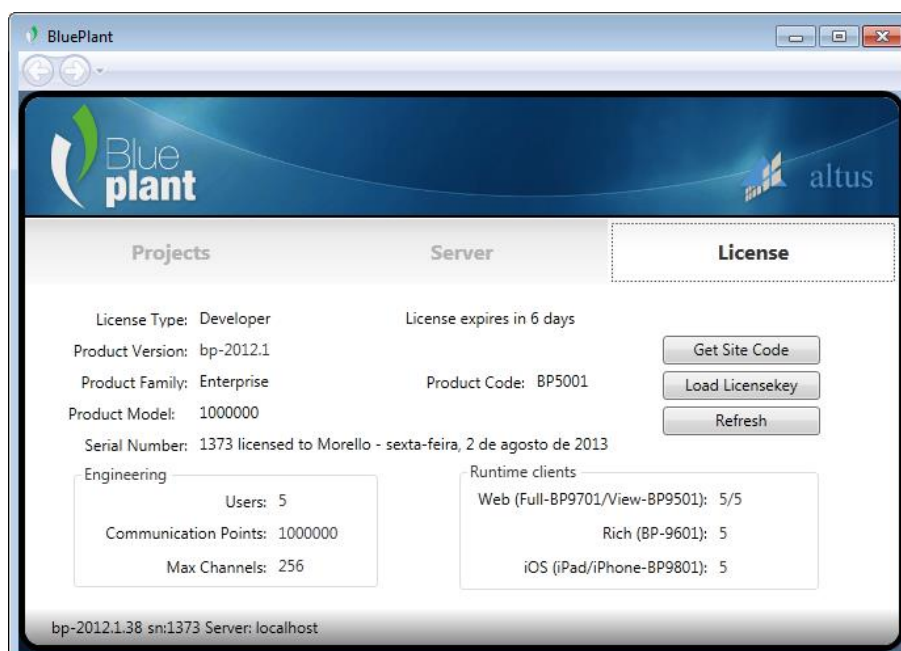 BluePlant
Blue
plant
altus
Projects Server License
License Type: Developer License expires in 6 days
Product Version: bp-2012.1 Get Site Code
Product Family: Enterprise Product Code: BP5001 Load Licensekey
Product Model: 1000000 Refresh
Serial Number: 1373 licensed to Morello - sexta-feira, 2 de agosto de 2013
Engineering
Users: 5
Communication Points: 1000000
Max Channels: 256
Runtime clients
Web (Full-BP9701/View-BP9501): 5/5
Rich (BP-9601): 5
iOS (iPad/iPhone-BP9801): 5
bp-2012.1.38 sn:1373 Server: localhost